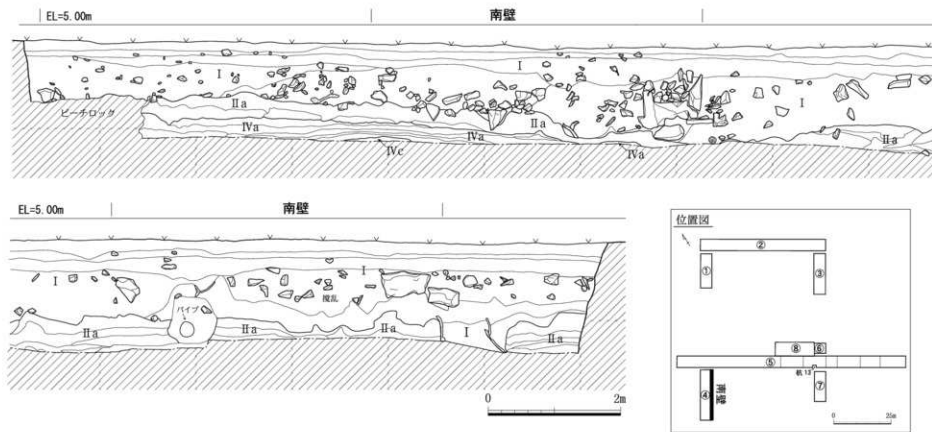 EL=5.00m 南壁
I I
IIa I
ビーチロック IIa
IVa IIa
IVa
IVc IVa
EL=5.00m 南壁
I I
攪乱
パイプ
IIa IIa IIa I IIa
0 2m
位置図
②
① ③
⑧ ⑥
⑤
杭13
④ 南壁 ⑦
0 25m